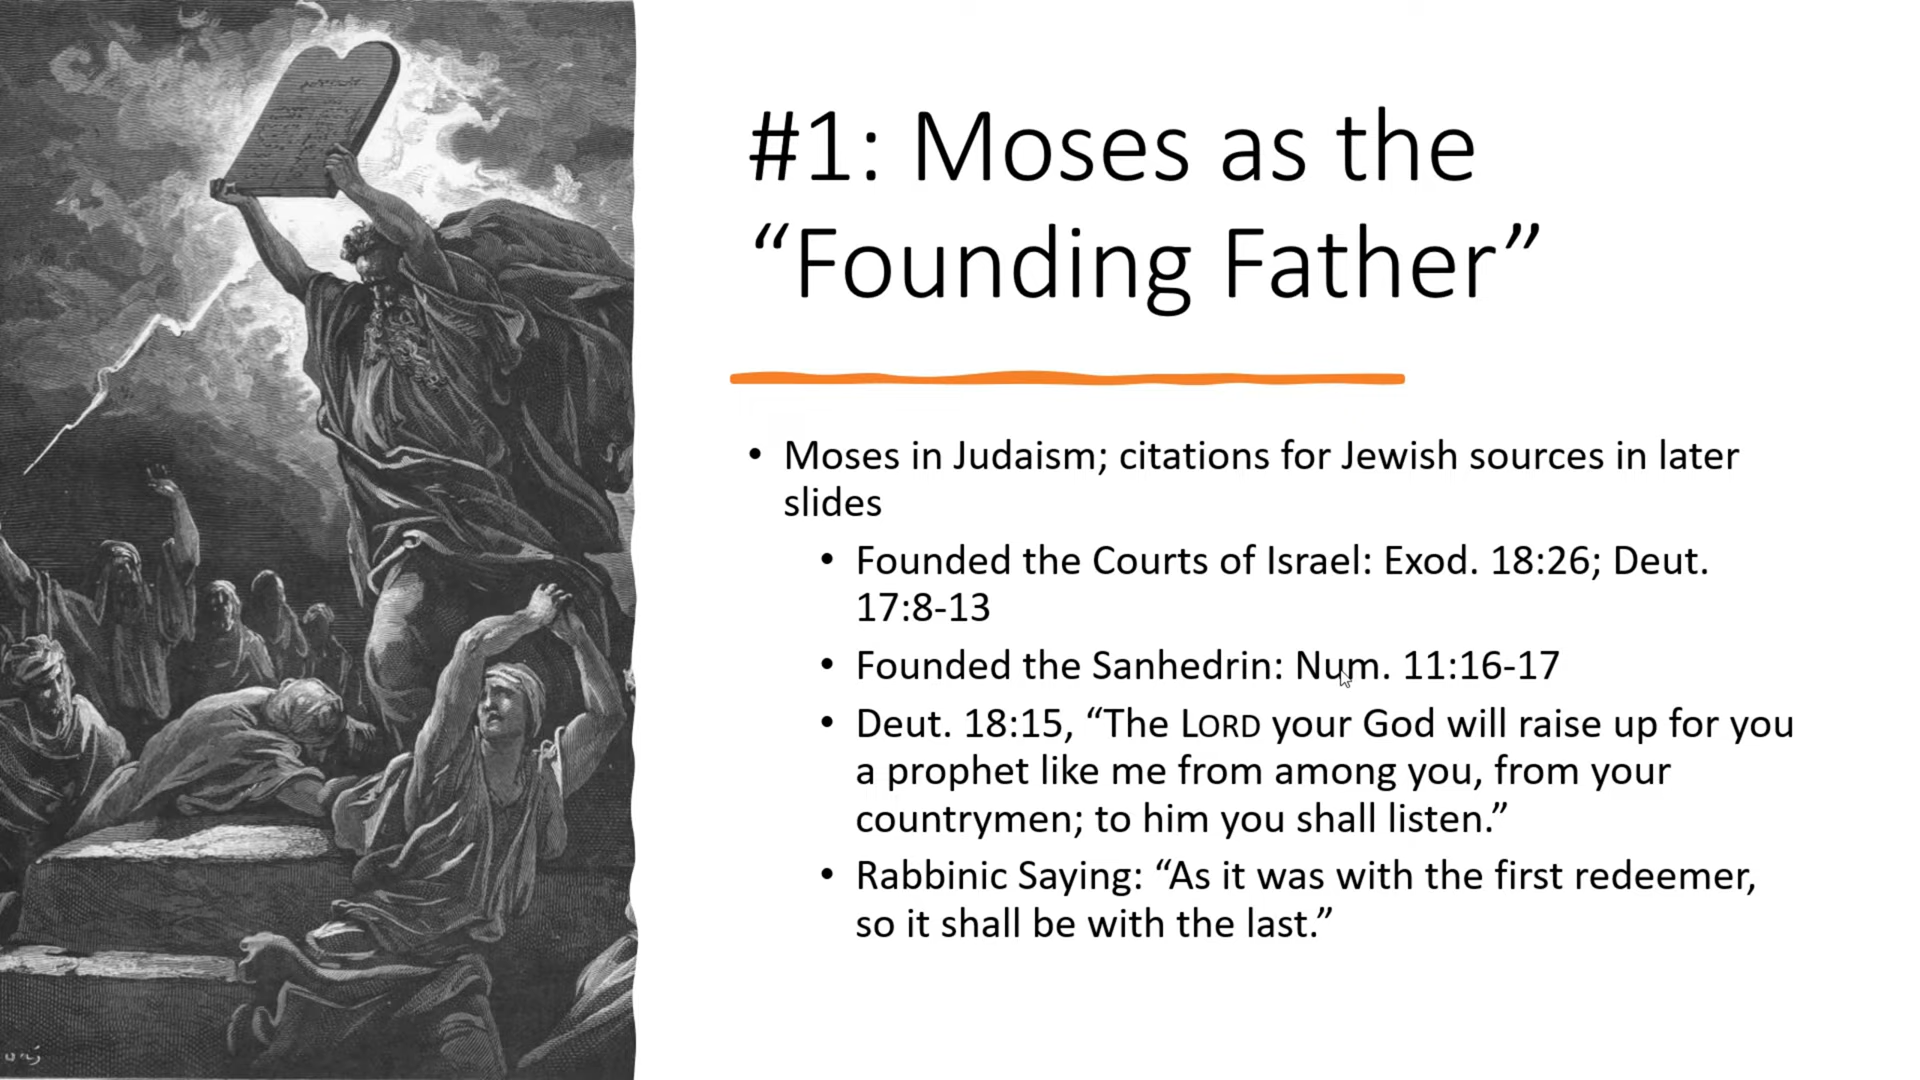 #1: Moses as the
“Founding Father”
• Moses in Judaism; citations for Jewish sources in later
slides
• Founded the Courts of Israel: Exod. 18:26; Deut.
17:8-13
• Founded the Sanhedrin: Num. 11:16-17
• Deut. 18:15, “The LORD your God will raise up for you
a prophet like me from among you, from your
countrymen; to him you shall listen.”
• Rabbinic Saying: “As it was with the first redeemer,
so it shall be with the last.”